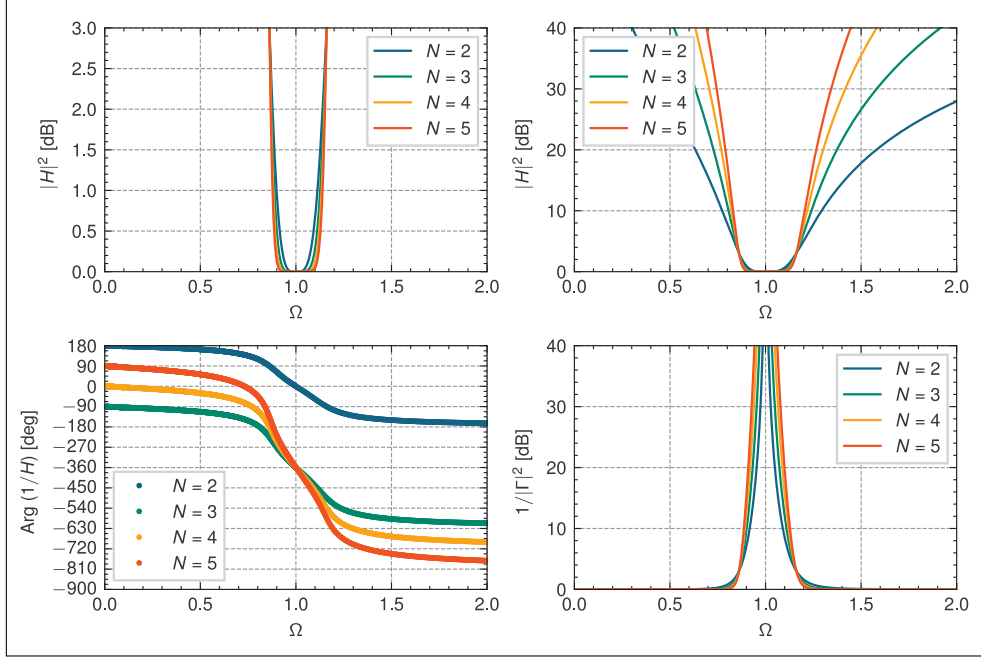 3.0
2.5
2.0
1.5
1.0
0.5
0.0
|H|² [dB]
0.0 0.5 1.0 1.5 2.0
Ω
N = 2
N = 3
N = 4
N = 5
40
30
20
10
0
|H|² [dB]
0.0 0.5 1.0 1.5 2.0
Ω
N = 2
N = 3
N = 4
N = 5
180
90
0
−90
−180
−270
−360
−450
−540
−630
−720
−810
−900
Arg (1/H) [deg]
0.0 0.5 1.0 1.5 2.0
Ω
N = 2
N = 3
N = 4
N = 5
40
30
20
10
0
1/|Γ|² [dB]
0.0 0.5 1.0 1.5 2.0
Ω
N = 2
N = 3
N = 4
N = 5